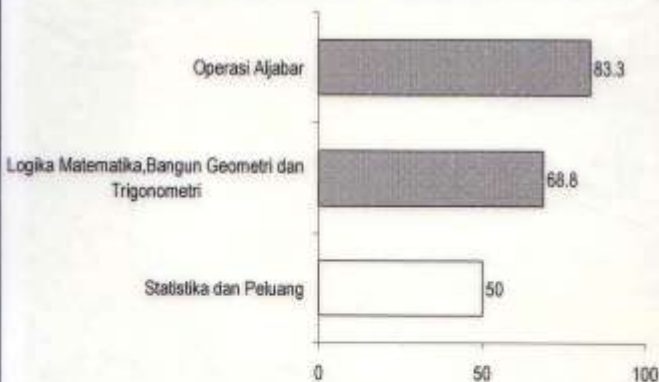 Operasi Aljabar
83.3
Logika Matematika,Bangun Geometri dan
Trigonometri
68.8
Statistika dan Peluang
50
0
50
100